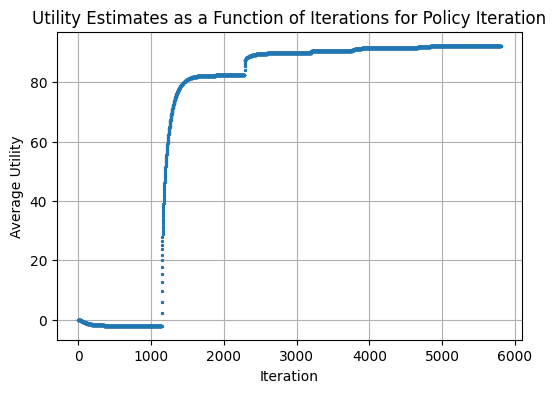 Utility Estimates as a Function of Iterations for Policy Iteration
Average Utility
80
60
40
20
0
0 1000 2000 3000 4000 5000 6000
Iteration